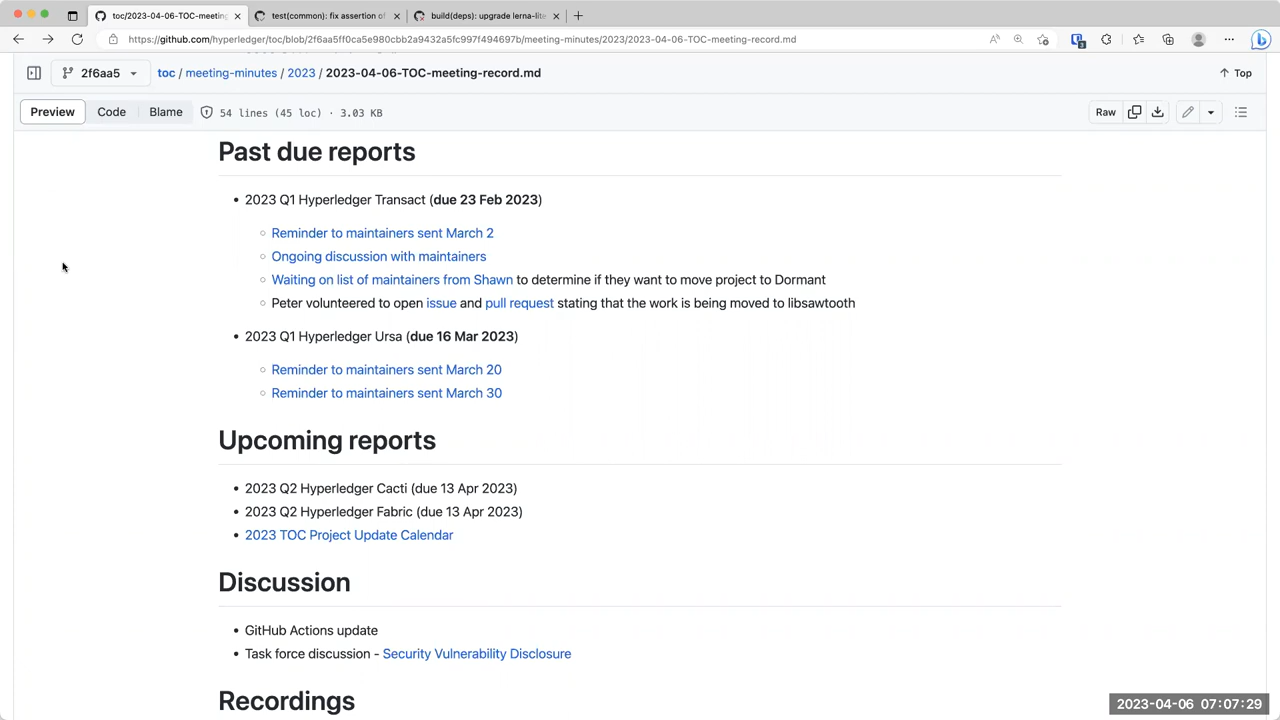 toc/2023-04-06-TOC-meeting
test(common): fix assertion of
build(deps): upgrade lerna-lite
https://github.com/hyperledger/toc/blob/2f6aa5ff0ca5e980cbb2a9432a5fc997f494697b/meeting-minutes/2023/2023-04-06-TOC-meeting-record.md
2f6aa5
toc / meeting-minutes / 2023 / 2023-04-06-TOC-meeting-record.md
Top
Preview
Code
Blame
54 lines (45 loc) · 3.03 KB
Raw
Past due reports
• 2023 Q1 Hyperledger Transact (due 23 Feb 2023)
○ Reminder to maintainers sent March 2
○ Ongoing discussion with maintainers
○ Waiting on list of maintainers from Shawn to determine if they want to move project to Dormant
○ Peter volunteered to open issue and pull request stating that the work is being moved to libsawtooth
• 2023 Q1 Hyperledger Ursa (due 16 Mar 2023)
○ Reminder to maintainers sent March 20
○ Reminder to maintainers sent March 30
Upcoming reports
• 2023 Q2 Hyperledger Cacti (due 13 Apr 2023)
• 2023 Q2 Hyperledger Fabric (due 13 Apr 2023)
• 2023 TOC Project Update Calendar
Discussion
• GitHub Actions update
• Task force discussion - Security Vulnerability Disclosure
Recordings
2023-04-06 07:07:29